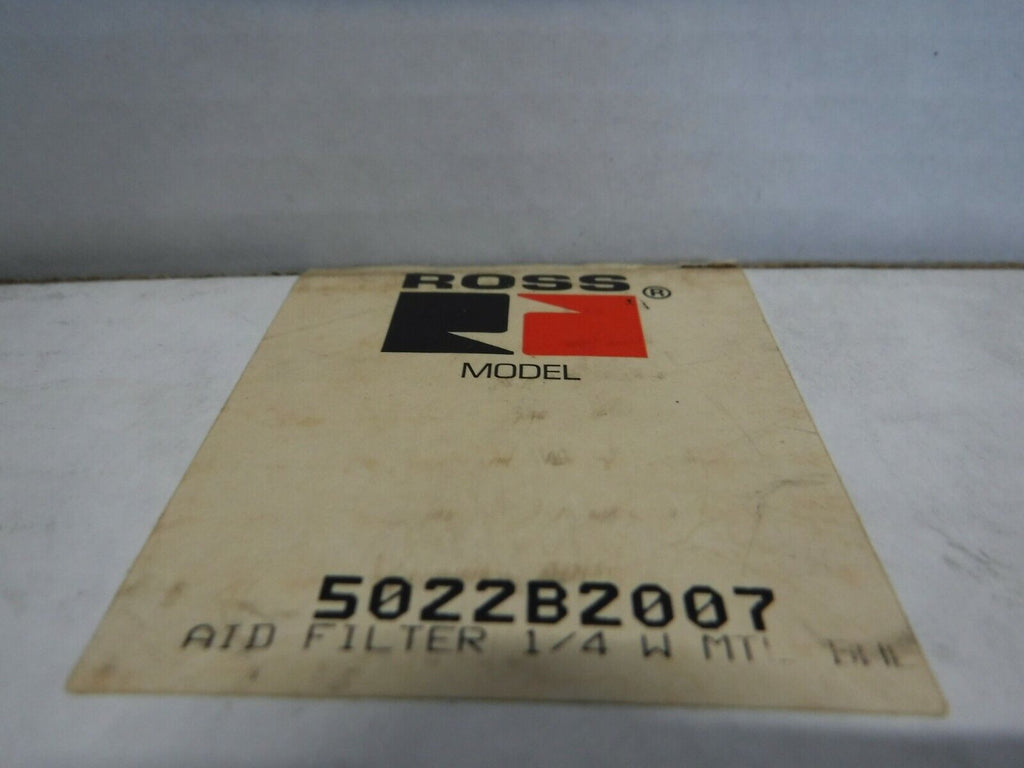 ROSS ®
MODEL
5022B2007
AID FILTER 1/4 W